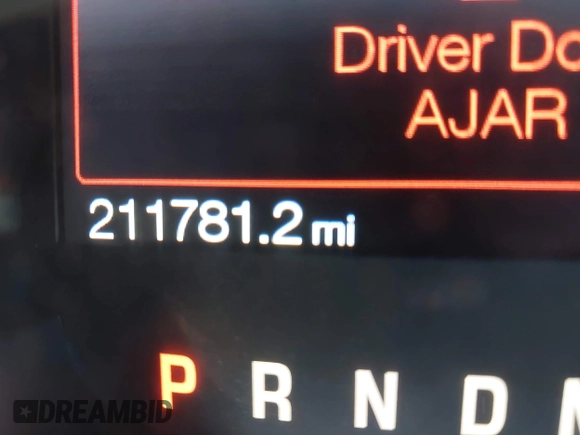 Driver Do
AJAR
211781.2 mi
P R N D M
DREAMBID